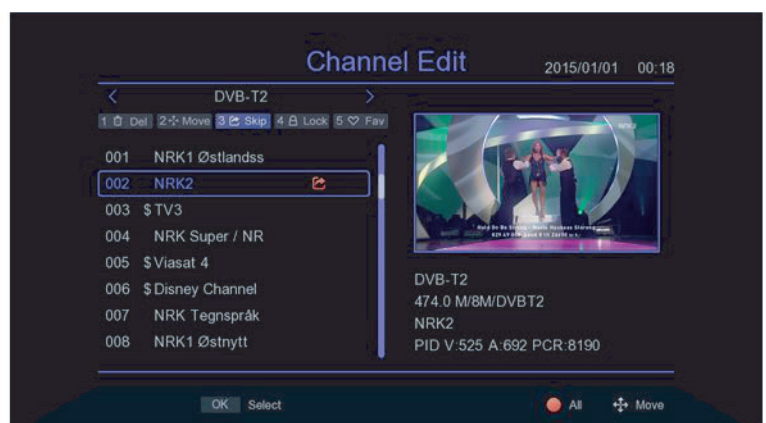 Channel Edit
2015/01/01 00:18
DVB-T2
1 Del 2 Move 3 Skip 4 Lock 5 Fav
001 NRK1 Østlandss
002 NRK2
003 $ TV3
004 NRK Super / NR
005 $ Viasat 4
006 $ Disney Channel
007 NRK Tegnspråk
008 NRK1 Østnytt
DVB-T2
474.0 M/8M/DVBT2
NRK2
PID V:525 A:692 PCR:8190
OK Select
All Move